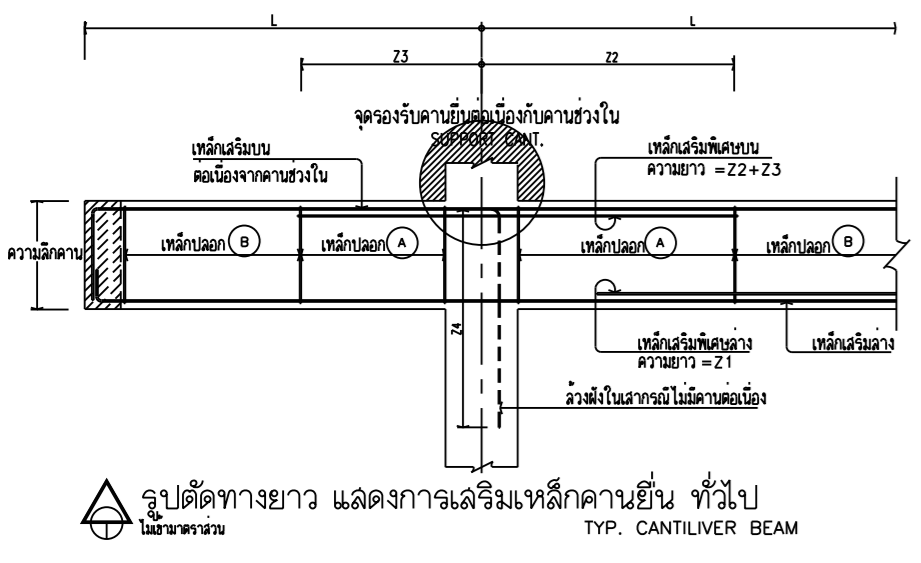 L L
Z3 Z2
จุดรองรับคานยื่นต่อเนื่องกับคานช่วงใน
SUPPORT CANT.
เหล็กเสริมบน
ต่อเนื่องจากคานช่วงใน
เหล็กเสริมพิเศษบน
ความยาว =Z2+Z3
ความลึกคาน
เหล็กปลอก B เหล็กปลอก A เหล็กปลอก A เหล็กปลอก B
Z4
เหล็กเสริมพิเศษล่าง
ความยาว =Z1
เหล็กเสริมล่าง
ล้วงฝังในเสากรณีไม่มีคานต่อเนื่อง
รูปตัดทางยาว แสดงการเสริมเหล็กคานยื่น ทั่วไป
ไม่เข้ามาตราส่วน
TYP. CANTILIVER BEAM